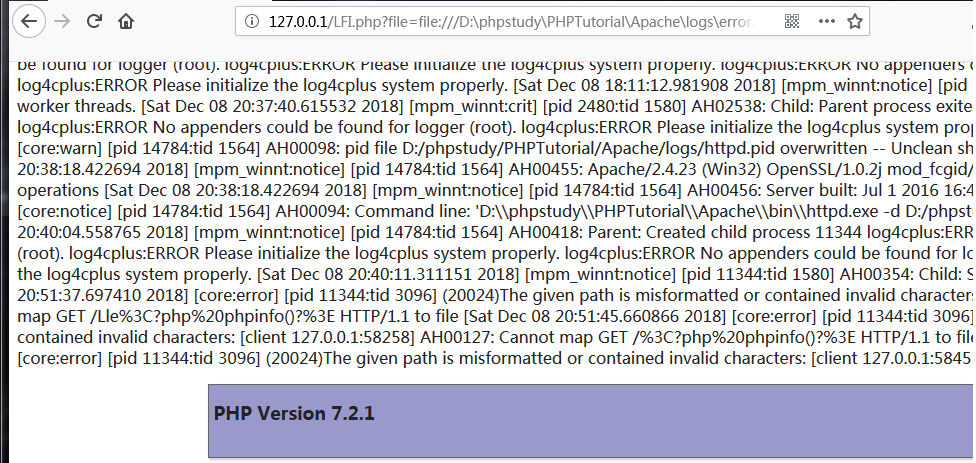 127.0.0.1/LFI.php?file=file:///D:\phpstudy\PHPTutorial\Apache\logs\error.
be found for logger (root). log4cplus:ERROR Please initialize the log4cplus system properly. log4cplus:ERROR No appenders c
log4cplus:ERROR Please initialize the log4cplus system properly. [Sat Dec 08 18:11:12.981908 2018] [mpm_winnt:notice] [pid
worker threads. [Sat Dec 08 20:37:40.615532 2018] [mpm_winnt:crit] [pid 2480:tid 1580] AH02538: Child: Parent process exite
log4cplus:ERROR No appenders could be found for logger (root). log4cplus:ERROR Please initialize the log4cplus system prop
[core:warn] [pid 14784:tid 1564] AH00098: pid file D:/phpstudy/PHPTutorial/Apache/logs/httpd.pid overwritten -- Unclean sh
20:38:18.422694 2018] [mpm_winnt:notice] [pid 14784:tid 1564] AH00455: Apache/2.4.23 (Win32) OpenSSL/1.0.2j mod_fcgid/
operations [Sat Dec 08 20:38:18.422694 2018] [mpm_winnt:notice] [pid 14784:tid 1564] AH00456: Server built: Jul 1 2016 16:4
[core:notice] [pid 14784:tid 1564] AH00094: Command line: 'D:\\phpstudy\\PHPTutorial\\Apache\\bin\\httpd.exe -d D:/phpst
20:40:04.558765 2018] [mpm_winnt:notice] [pid 14784:tid 1564] AH00418: Parent: Created child process 11344 log4cplus:ERR
(root). log4cplus:ERROR Please initialize the log4cplus system properly. log4cplus:ERROR No appenders could be found for lo
the log4cplus system properly. [Sat Dec 08 20:40:11.311151 2018] [mpm_winnt:notice] [pid 11344:tid 1580] AH00354: Child: S
20:51:37.697410 2018] [core:error] [pid 11344:tid 3096] (20024)The given path is misformatted or contained invalid character
map GET /Lle%3C?php%20phpinfo()?%3E HTTP/1.1 to file [Sat Dec 08 20:51:45.660866 2018] [core:error] [pid 11344:tid 3096]
contained invalid characters: [client 127.0.0.1:58258] AH00127: Cannot map GET /%3C?php%20phpinfo()?%3E HTTP/1.1 to file
[core:error] [pid 11344:tid 3096] (20024)The given path is misformatted or contained invalid characters: [client 127.0.0.1:5845
PHP Version 7.2.1